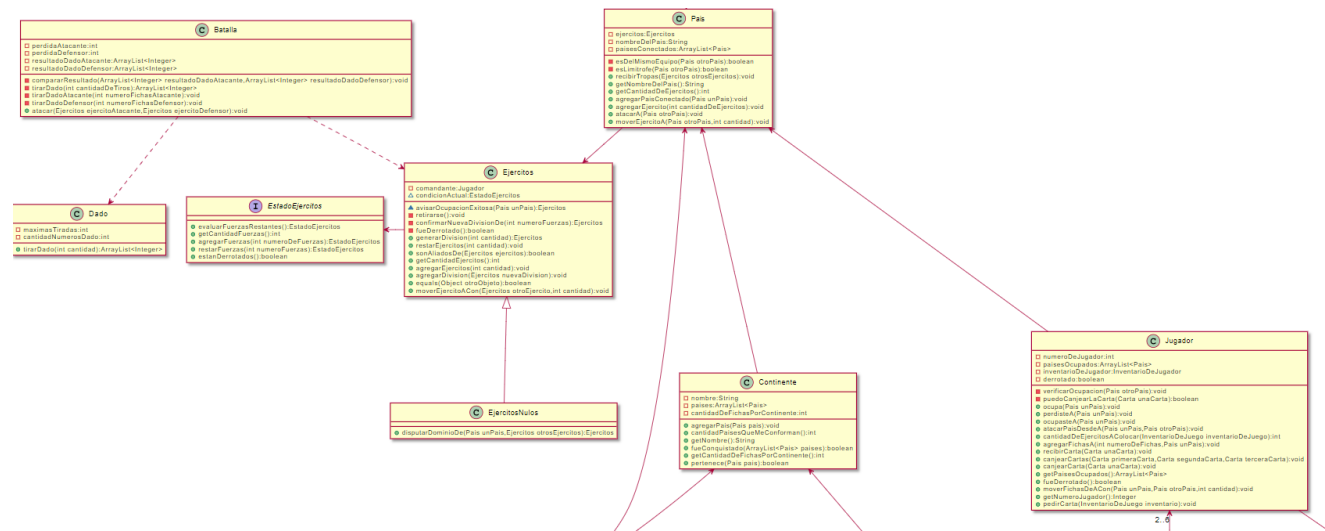 C Batalla
perdidaAtacante:int
perdidaDefensor:int
resultadoDadoAtacante:ArrayList<Integer>
resultadoDadoDefensor:ArrayList<Integer>
compararResultado(ArrayList<Integer> resultadoDadoAtacante,ArrayList<Integer> resultadoDadoDefensor):void
tirarDado(int cantidadDeTiros):ArrayList<Integer>
tirarDadoAtacante(int numeroFichasAtacante):void
tirarDadoDefensor(int numeroFichasDefensor):void
atacar(Ejercitos ejercitoAtacante,Ejercitos ejercitoDefensor):void
C Pais
ejercitos:Ejercitos
nombreDelPais:String
paisesConectados:ArrayList<Pais>
esDelMismoEquipo(Pais otroPais):boolean
esLimitrofe(Pais otroPais):boolean
recibirTropas(Ejercitos otrosEjercitos):void
getNombreDelPais():String
getCantidadDeEjercitos():int
agregarPaisConectado(Pais unPais):void
agregarEjercito(int cantidadDeEjercitos):void
atacarA(Pais otroPais):void
moverEjercitoA(Pais otroPais,int cantidad):void
C Dado
maximasTiradas:int
cantidadNumerosDado:int
tirarDado(int cantidad):ArrayList<Integer>
I EstadoEjercitos
evaluarFuerzasRestantes():EstadoEjercitos
getCantidadFuerzas():int
agregarFuerzas(int numeroDeFuerzas):EstadoEjercitos
restarFuerzas(int numeroFuerzas):EstadoEjercitos
estanDerrotados():boolean
C Ejercitos
comandante:Jugador
condicionActual:EstadoEjercitos
avisarOcupacionExitosa(Pais unPais):Ejercitos
retirarse():void
confirmarNuevaDivisionDe(int numeroFuerzas):Ejercitos
fueDerrotado():boolean
generarDivision(int cantidad):Ejercitos
restarEjercitos(int cantidad):void
sonAliadosDe(Ejercitos ejercitos):boolean
getCantidadEjercitos():int
agregarEjercitos(int cantidad):void
agregarDivision(Ejercitos nuevaDivision):void
equals(Object otroObjeto):boolean
moverEjercitoACon(Ejercitos otroEjercito,int cantidad):void
C EjercitosNulos
disputarDominioDe(Pais unPais,Ejercitos otrosEjercitos):Ejercitos
C Continente
nombre:String
paises:ArrayList<Pais>
cantidadDeFichasPorContinente:int
agregarPais(Pais pais):void
cantidadPaisesQueMeConforman():int
getNombre():String
fueConquistado(ArrayList<Pais> paises):boolean
getCantidadDeFichasPorContinente():int
pertenece(Pais pais):boolean
C Jugador
numeroDeJugador:int
paisesOcupados:ArrayList<Pais>
inventarioDeJugador:InventarioDeJugador
derrotado:boolean
verificarOcupacion(Pais otroPais):void
puedoCanjearLaCarta(Carta unaCarta):boolean
ocupa(Pais unPais):void
perdisteA(Pais unPais):void
ocupasteA(Pais unPais):void
atacarPaisDesdeA(Pais unPais,Pais otroPais):void
cantidadDeEjercitosAColocar(InventarioDeJuego inventarioDeJuego):int
agregarFichasA(int numeroDeFichas,Pais unPais):void
recibirCarta(Carta unaCarta):void
canjearCartas(Carta primeraCarta,Carta segundaCarta,Carta terceraCarta):void
canjearCarta(Carta unaCarta):void
getPaisesOcupados():ArrayList<Pais>
fueDerrotado():boolean
moverFichasDeACon(Pais unPais,Pais otroPais,int cantidad):void
getNumeroJugador():Integer
pedirCarta(InventarioDeJuego inventario):void
2..6